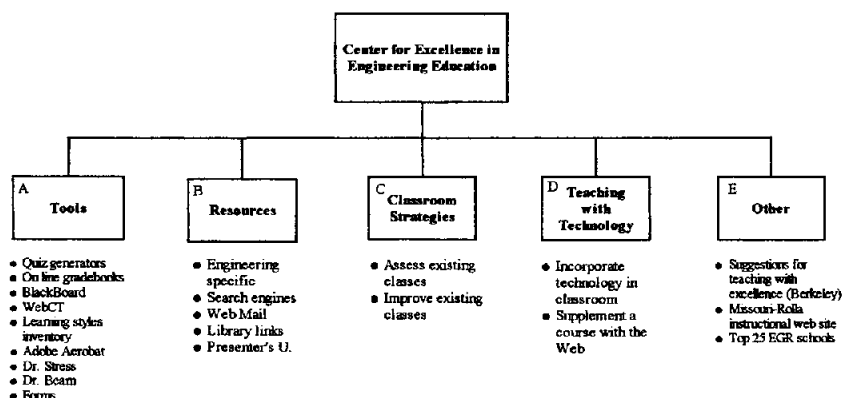 Center for Excellence in
Engineering Education
A
Tools
• Quiz generators
• On line gradebooks
• BlackBoard
• WebCT
• Learning styles
inventory
• Adobe Acrobat
• Dr. Stress
• Dr. Beam
• Forms
B
Resources
• Engineering
specific
• Search engines
• Web Mail
• Library links
• Presenter's U.
C
Classroom
Strategies
• Assess existing
classes
• Improve existing
classes
D
Teaching
with
Technology
• Incorporate
technology in
classroom
• Supplement a
course with the
Web
E
Other
• Suggestions for
teaching with
excellence (Berkeley)
• Missouri-Rolla
instructional web site
• Top 25 EGR schools